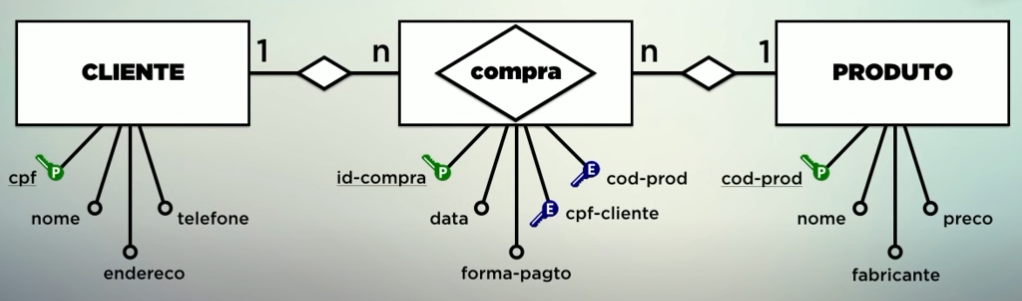 CLIENTE
1
n
compra
n
1
PRODUTO
cpf
P
nome
endereco
telefone
id-compra
P
data
forma-pagto
E
cpf-cliente
E
cod-prod
cod-prod
P
nome
fabricante
preco